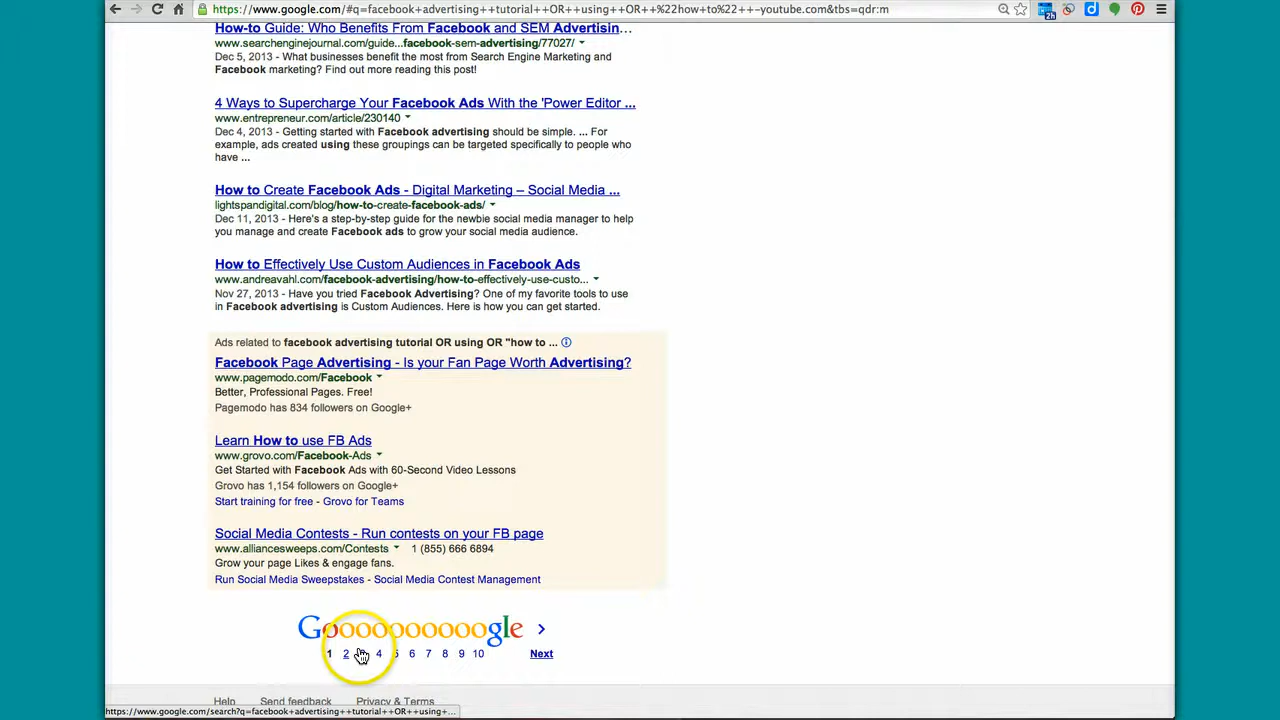 https://www.google.com/#q=facebook+advertising++tutorial++OR++using++OR++%22how+to%22++-youtube.com&tbs=qdr:m
2h
How-to Guide: Who Benefits From Facebook and SEM Advertisin...
www.searchenginejournal.com/guide...facebook-sem-advertising/77027/
Dec 5, 2013 - What businesses benefit the most from Search Engine Marketing and
Facebook marketing? Find out more reading this post!
4 Ways to Supercharge Your Facebook Ads With the 'Power Editor ...
www.entrepreneur.com/article/230140
Dec 4, 2013 - Getting started with Facebook advertising should be simple. ... For
example, ads created using these groupings can be targeted specifically to people who
have ...
How to Create Facebook Ads - Digital Marketing – Social Media ...
lightspandigital.com/blog/how-to-create-facebook-ads/
Dec 11, 2013 - Here's a step-by-step guide for the newbie social media manager to help
you manage and create Facebook ads to grow your social media audience.
How to Effectively Use Custom Audiences in Facebook Ads
www.andreavahl.com/facebook-advertising/how-to-effectively-use-custo...
Nov 27, 2013 - Have you tried Facebook Advertising? One of my favorite tools to use
in Facebook advertising is Custom Audiences. Here is how you can get started.
Ads related to facebook advertising tutorial OR using OR "how to ...
Facebook Page Advertising - Is your Fan Page Worth Advertising?
www.pagemodo.com/Facebook
Better, Professional Pages. Free!
Pagemodo has 834 followers on Google+
Learn How to use FB Ads
www.grovo.com/Facebook-Ads
Get Started with Facebook Ads with 60-Second Video Lessons
Grovo has 1,154 followers on Google+
Start training for free - Grovo for Teams
Social Media Contests - Run contests on your FB page
www.alliancesweeps.com/Contests 1 (855) 666 6894
Grow your page Likes & engage fans.
Run Social Media Sweepstakes - Social Media Contest Management
Goooooooooogle >
1 2 4 5 6 7 8 9 10 Next
Help Send feedback Privacy & Terms
https://www.google.com/search?q=facebook+advertising++tutorial++OR++using+...